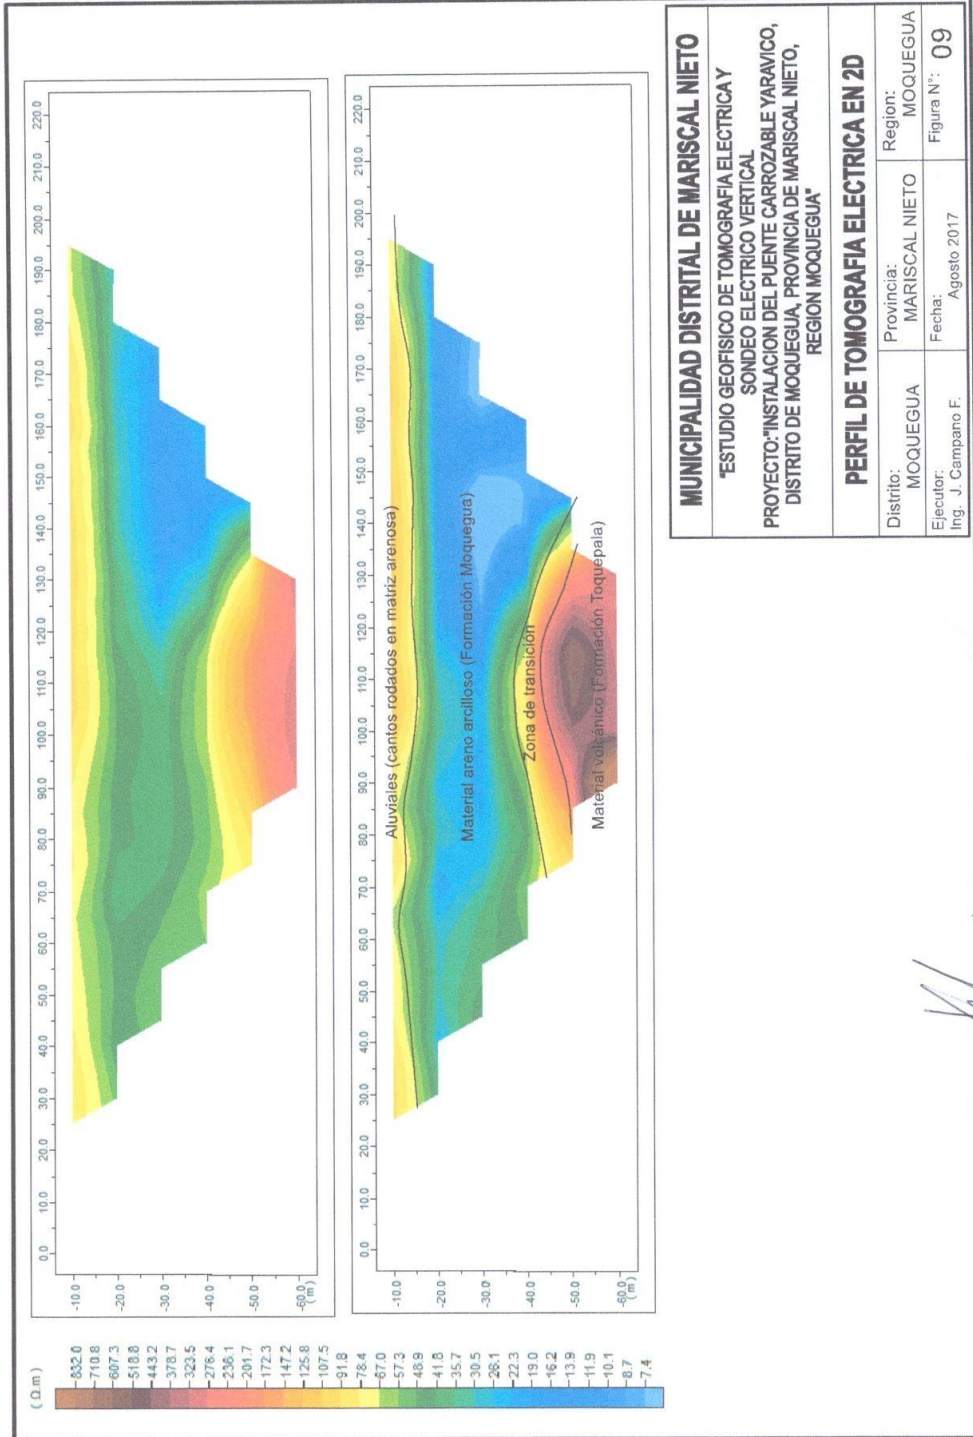 0.0 10.0 20.0 30.0 40.0 50.0 60.0 70.0 80.0 90.0 100.0 110.0 120.0 130.0 140.0 150.0 160.0 170.0 180.0 190.0 200.0 210.0 220.0
-10.0
-20.0
-30.0
-40.0
-50.0
-60.0
( m )
0.0 10.0 20.0 30.0 40.0 50.0 60.0 70.0 80.0 90.0 100.0 110.0 120.0 130.0 140.0 150.0 160.0 170.0 180.0 190.0 200.0 210.0 220.0
-10.0
-20.0
-30.0
-40.0
-50.0
-60.0
( m )
Aluviales (cantos rodados en matriz arenosa)
Material areno arcilloso (Formación Moquegua)
Zona de transición
Material volcánico (Formación Toquepala)
( Ω.m )
832.0
710.8
607.3
518.8
443.2
378.7
323.5
276.4
236.1
201.7
172.3
147.2
125.8
107.5
91.8
78.4
67.0
57.3
48.9
41.8
35.7
30.5
26.1
22.3
19.0
16.2
13.9
11.9
10.1
8.7
7.4
MUNICIPALIDAD DISTRITAL DE MARISCAL NIETO
"ESTUDIO GEOFISICO DE TOMOGRAFIA ELECTRICA Y
SONDEO ELECTRICO VERTICAL
PROYECTO:"INSTALACION DEL PUENTE CARROZABLE YARAVICO,
DISTRITO DE MOQUEGUA, PROVINCIA DE MARISCAL NIETO,
REGION MOQUEGUA"
PERFIL DE TOMOGRAFIA ELECTRICA EN 2D
Distrito:
MOQUEGUA
Provincia:
MARISCAL NIETO
Region:
MOQUEGUA
Ejecutor:
Ing. J. Campano F.
Fecha:
Agosto 2017
Figura N°: 09